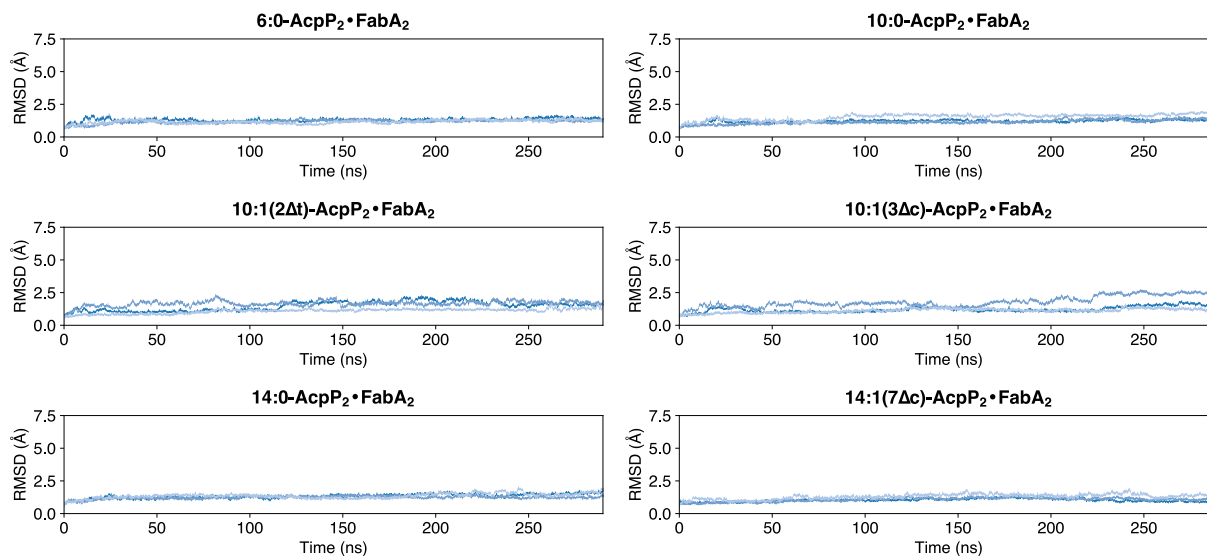 6:0-AcpP₂•FabA₂
7.5
5.0
2.5
0.0
RMSD (Å)
0 50 100 150 200 250
Time (ns)
10:0-AcpP₂•FabA₂
7.5
5.0
2.5
0.0
RMSD (Å)
0 50 100 150 200 250
Time (ns)
10:1(2Δt)-AcpP₂•FabA₂
7.5
5.0
2.5
0.0
RMSD (Å)
0 50 100 150 200 250
Time (ns)
10:1(3Δc)-AcpP₂•FabA₂
7.5
5.0
2.5
0.0
RMSD (Å)
0 50 100 150 200 250
Time (ns)
14:0-AcpP₂•FabA₂
7.5
5.0
2.5
0.0
RMSD (Å)
0 50 100 150 200 250
Time (ns)
14:1(7Δc)-AcpP₂•FabA₂
7.5
5.0
2.5
0.0
RMSD (Å)
0 50 100 150 200 250
Time (ns)